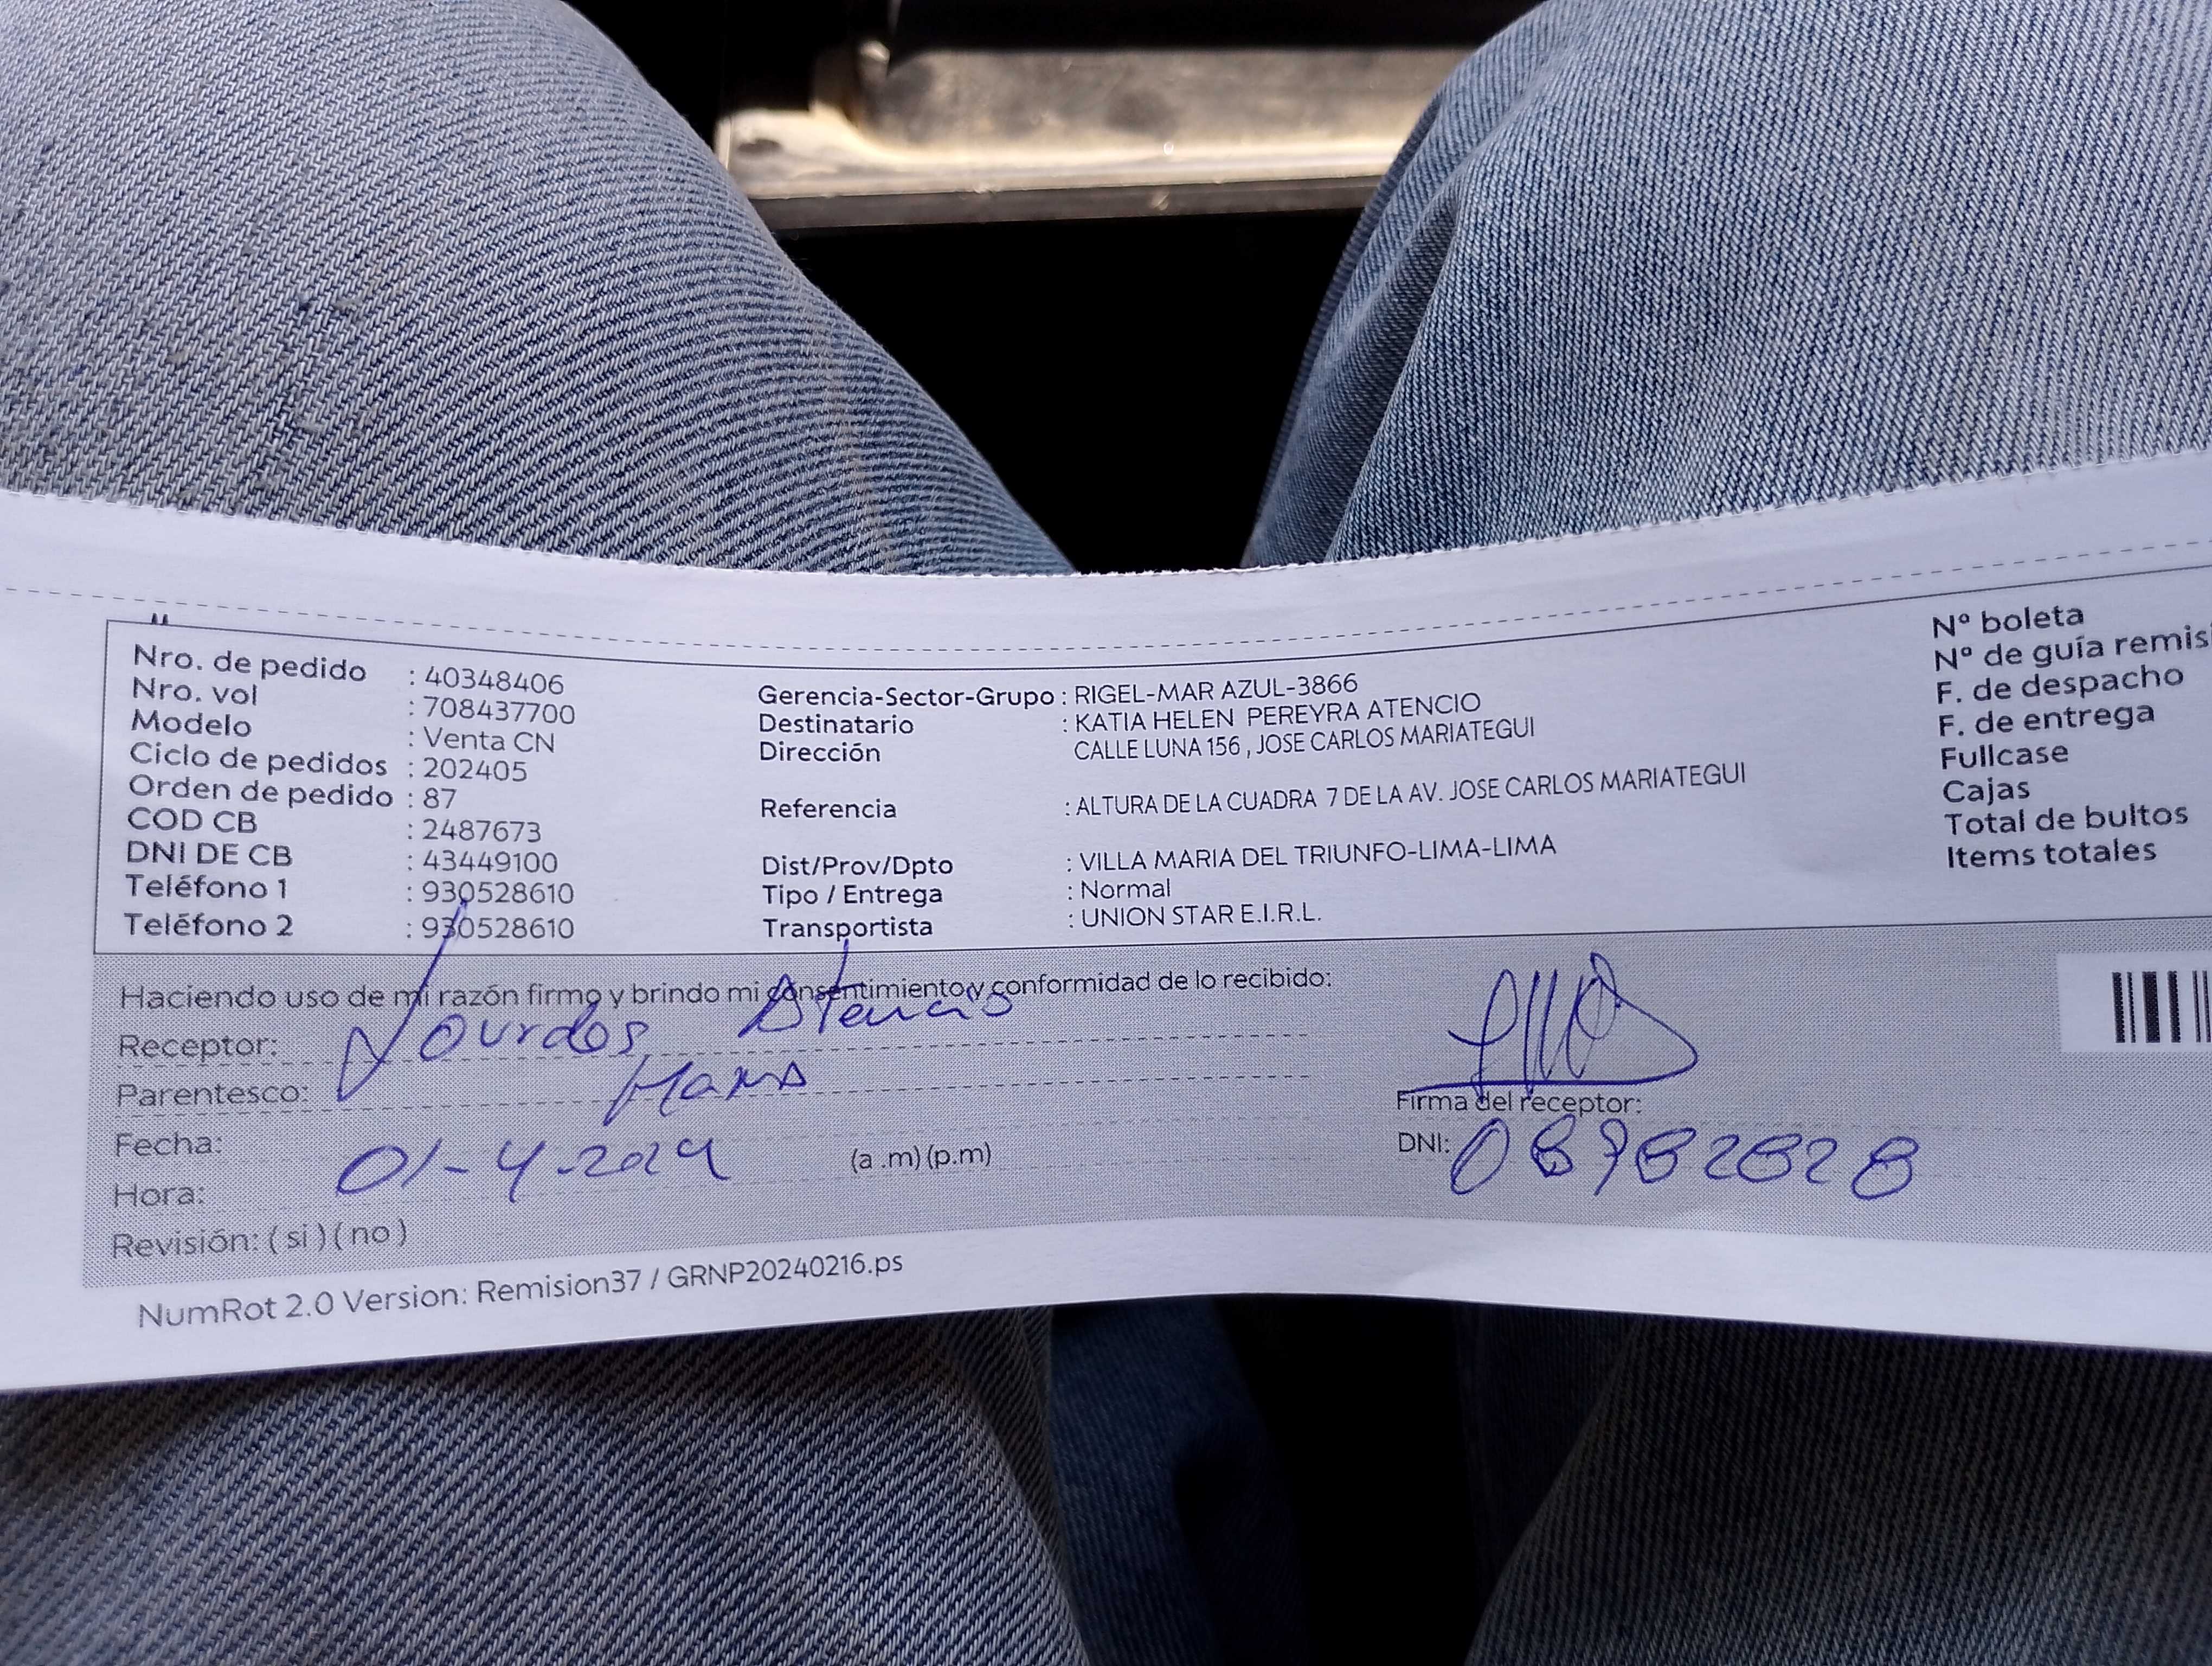 Nro. de pedido : 40348406
Nro. vol : 708437700
Modelo : Venta CN
Ciclo de pedidos : 202405
Orden de pedido : 87
COD CB : 2487673
DNI DE CB : 43449100
Teléfono 1 : 930528610
Teléfono 2 : 930528610
Gerencia-Sector-Grupo : RIGEL-MAR AZUL-3866
Destinatario : KATIA HELEN PEREYRA ATENCIO
Dirección CALLE LUNA 156 , JOSE CARLOS MARIATEGUI
Referencia : ALTURA DE LA CUADRA 7 DE LA AV. JOSE CARLOS MARIATEGUI
Dist/Prov/Dpto : VILLA MARIA DEL TRIUNFO-LIMA-LIMA
Tipo / Entrega : Normal
Transportista : UNION STAR E.I.R.L.
Nº boleta
Nº de guía remis
F. de despacho
F. de entrega
Fullcase
Cajas
Total de bultos
Items totales
Haciendo uso de mi razón firmo y brindo mi consentimiento y conformidad de lo recibido:
Receptor: Lourdes Atencio
Parentesco:
Fecha: 01-4-2024
Hora: (a .m) (p.m)
Revisión: ( si ) ( no )
Firma del receptor:
DNI: 08982828
NumRot 2.0 Version: Remision37 / GRNP20240216.ps